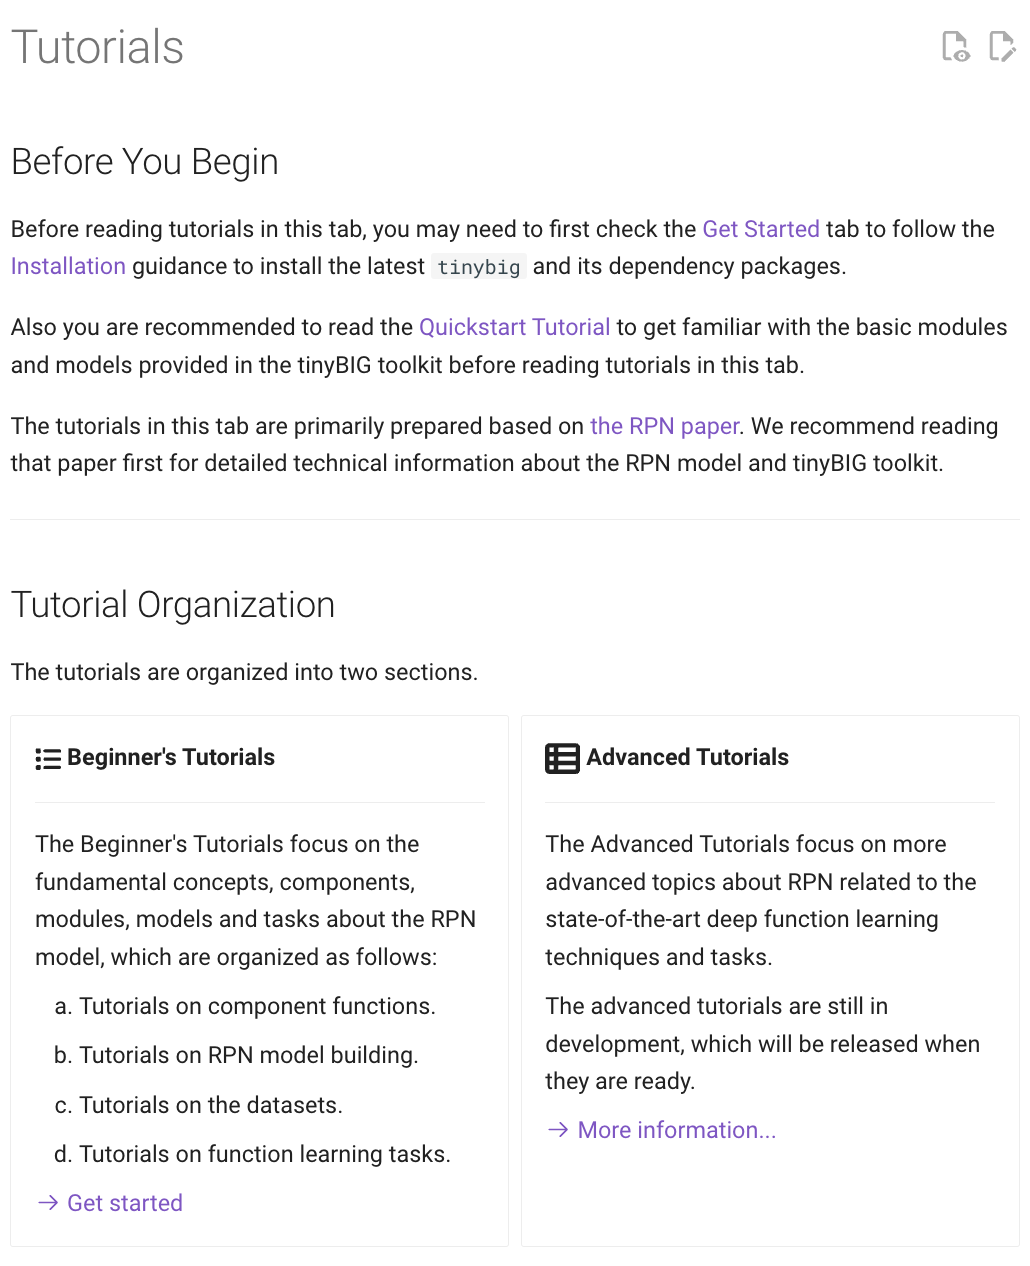 Tutorials
Before You Begin
Before reading tutorials in this tab, you may need to first check the Get Started tab to follow the
Installation guidance to install the latest tinybig and its dependency packages.
Also you are recommended to read the Quickstart Tutorial to get familiar with the basic modules
and models provided in the tinyBIG toolkit before reading tutorials in this tab.
The tutorials in this tab are primarily prepared based on the RPN paper. We recommend reading
that paper first for detailed technical information about the RPN model and tinyBIG toolkit.
Tutorial Organization
The tutorials are organized into two sections.
Beginner's Tutorials
The Beginner's Tutorials focus on the
fundamental concepts, components,
modules, models and tasks about the RPN
model, which are organized as follows:
a. Tutorials on component functions.
b. Tutorials on RPN model building.
c. Tutorials on the datasets.
d. Tutorials on function learning tasks.
→ Get started
Advanced Tutorials
The Advanced Tutorials focus on more
advanced topics about RPN related to the
state-of-the-art deep function learning
techniques and tasks.
The advanced tutorials are still in
development, which will be released when
they are ready.
→ More information...